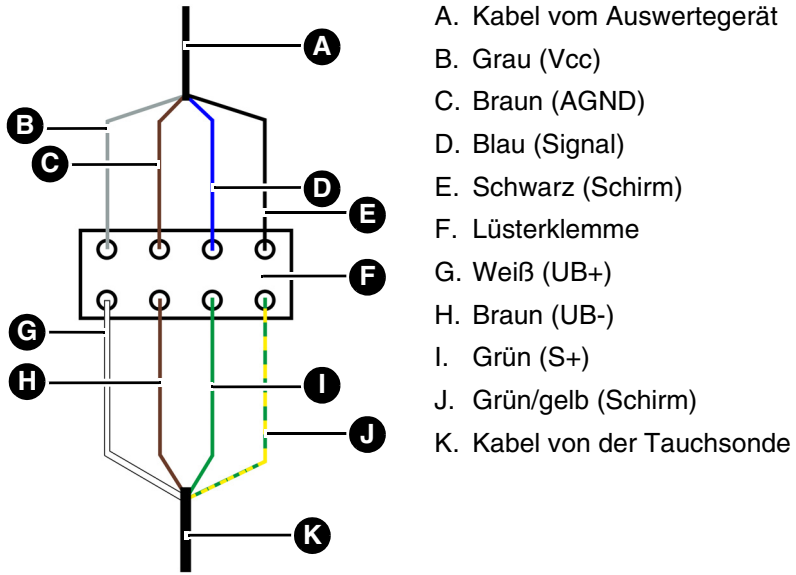 A
B
C
D
E
F
G
H
I
J
K
A. Kabel vom Auswertegerät
B. Grau (Vcc)
C. Braun (AGND)
D. Blau (Signal)
E. Schwarz (Schirm)
F. Lüsterklemme
G. Weiß (UB+)
H. Braun (UB-)
I. Grün (S+)
J. Grün/gelb (Schirm)
K. Kabel von der Tauchsonde